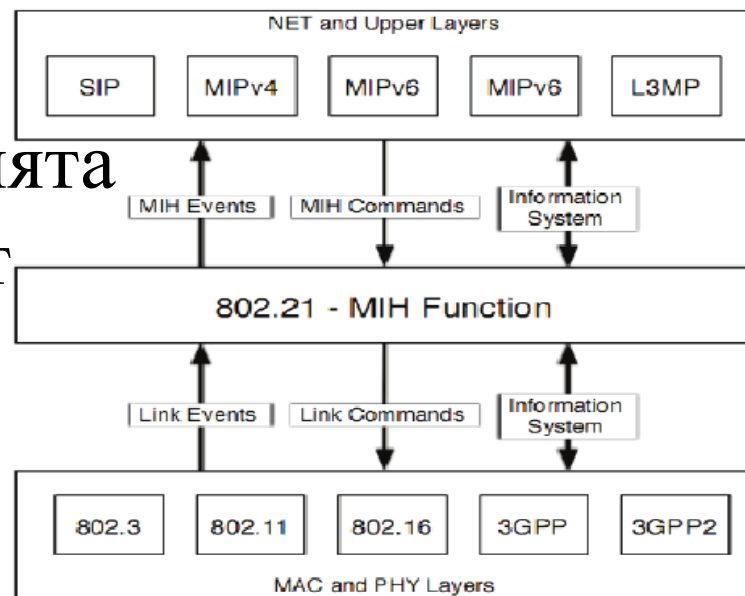 NET and Upper Layers
SIP MIPv4 MIPv6 MIPv6 L3MP
MIH Events MIH Commands Information System
802.21 - MIH Function
Link Events Link Commands Information System
802.3 802.11 802.16 3GPP 3GPP2
MAC and PHY Layers